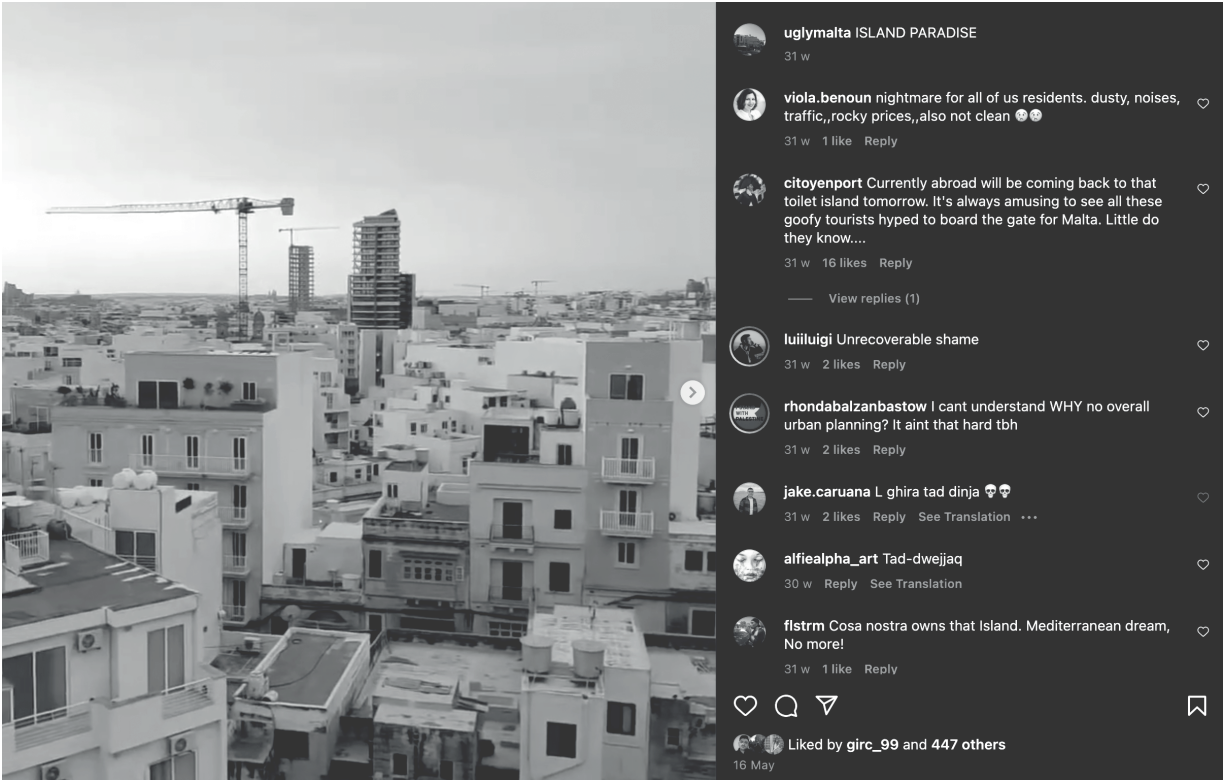 uglymalta ISLAND PARADISE
31 w
viola.benoun nightmare for all of us residents. dusty, noises,
traffic,,rocky prices,,also not clean 😢😢
31 w 1 like Reply
citoyenport Currently abroad will be coming back to that
toilet island tomorrow. It's always amusing to see all these
goofy tourists hyped to board the gate for Malta. Little do
they know....
31 w 16 likes Reply
View replies (1)
luiiluigi Unrecoverable shame
31 w 2 likes Reply
rhondabalzanbastow I cant understand WHY no overall
urban planning? It aint that hard tbh
31 w 2 likes Reply
jake.caruana L ghira tad dinja 💀💀
31 w 2 likes Reply See Translation •••
alfiealpha_art Tad-dwejjaq
30 w Reply See Translation
flstrm Cosa nostra owns that Island. Mediterranean dream,
No more!
31 w 1 like Reply
Liked by girc_99 and 447 others
16 May